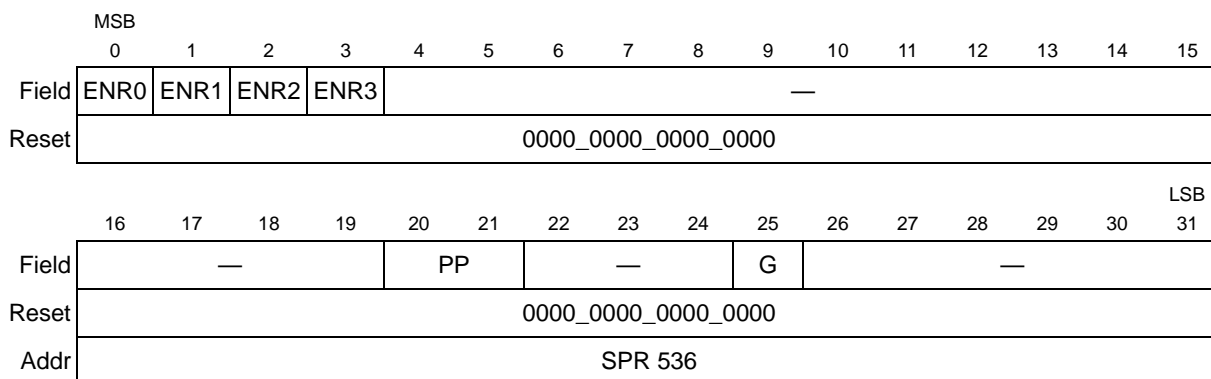 MSB
0 1 2 3 4 5 6 7 8 9 10 11 12 13 14 15
Field ENR0 ENR1 ENR2 ENR3 —
Reset 0000_0000_0000_0000
LSB
16 17 18 19 20 21 22 23 24 25 26 27 28 29 30 31
Field — PP — G —
Reset 0000_0000_0000_0000
Addr SPR 536